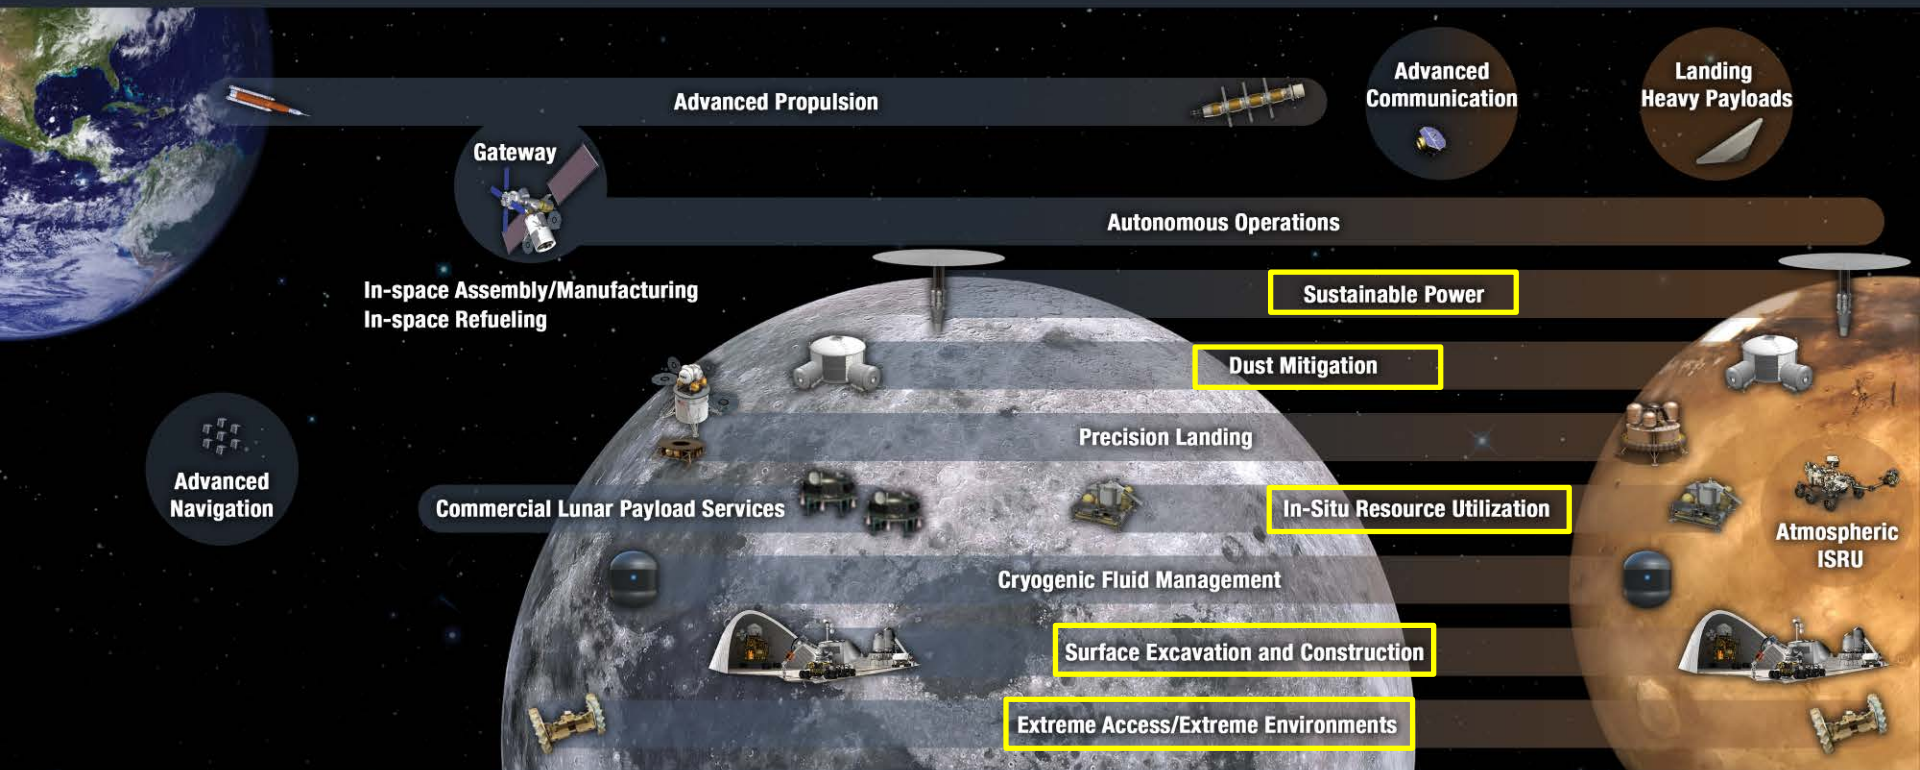 Advanced Propulsion
Advanced
Communication
Landing
Heavy Payloads
Gateway
Autonomous Operations
In-space Assembly/Manufacturing
In-space Refueling
Sustainable Power
Dust Mitigation
Precision Landing
Advanced
Navigation
Commercial Lunar Payload Services
In-Situ Resource Utilization
Atmospheric
ISRU
Cryogenic Fluid Management
Surface Excavation and Construction
Extreme Access/Extreme Environments